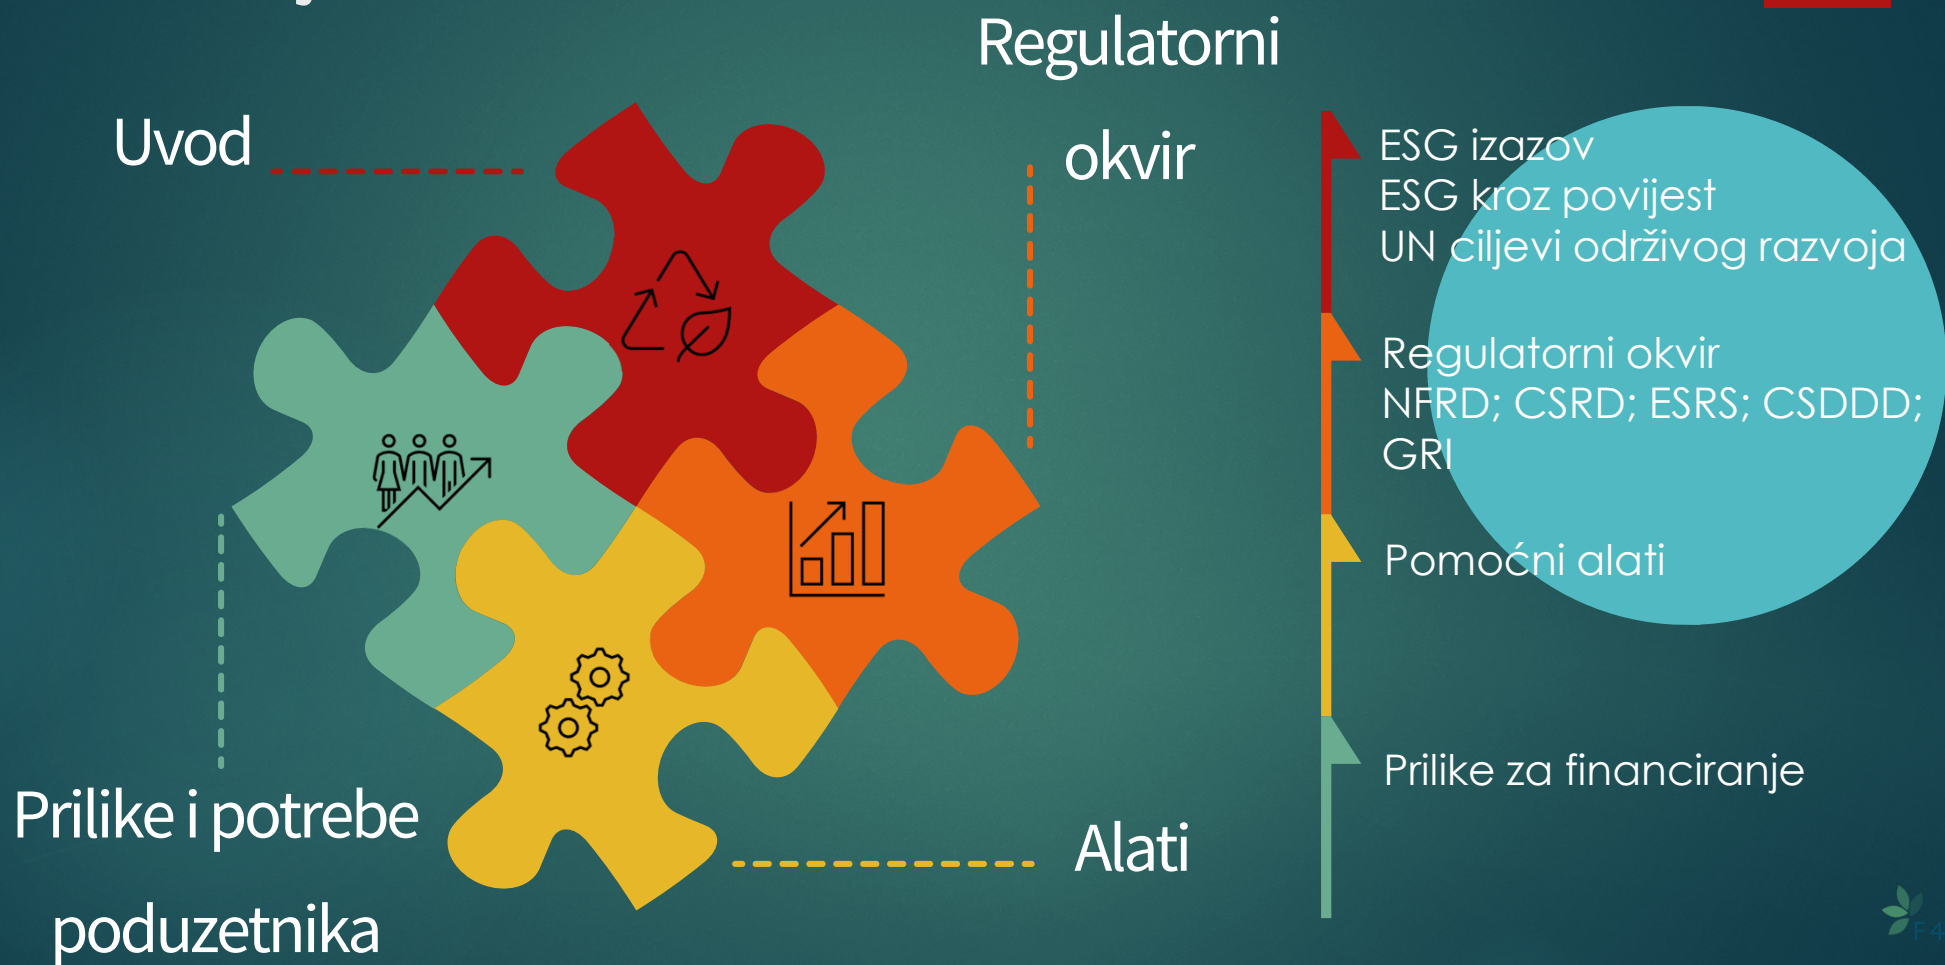 Uvod
Regulatorni
okvir
Prilike i potrebe
poduzetnika
Alati
ESG izazov
ESG kroz povijest
UN ciljevi održivog razvoja
Regulatorni okvir
NFRD; CSRD; ESRS; CSDDD;
GRI
Pomoćni alati
Prilike za financiranje
F4